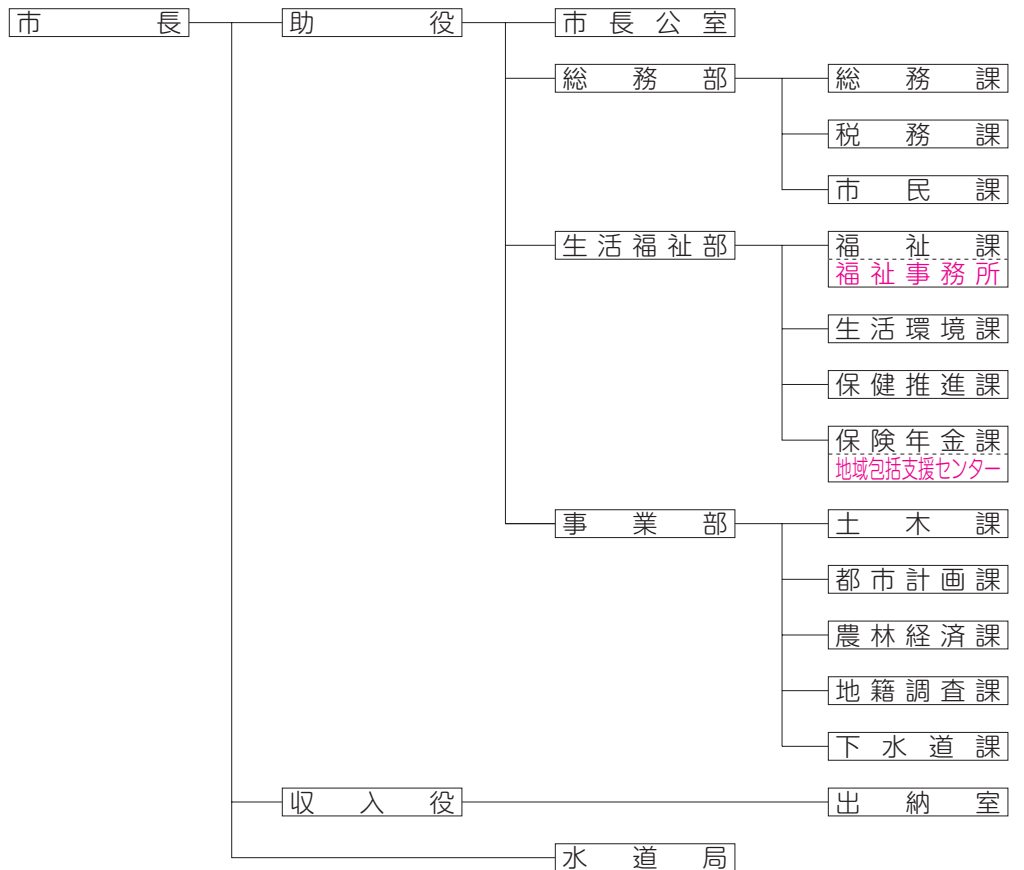 市長
助役
市長公室
総務部
総務課
税務課
市民課
生活福祉部
福祉課
福祉事務所
生活環境課
保健推進課
保険年金課
地域包括支援センター
事業部
土木課
都市計画課
農林経済課
地籍調査課
下水道課
収入役
出納室
水道局